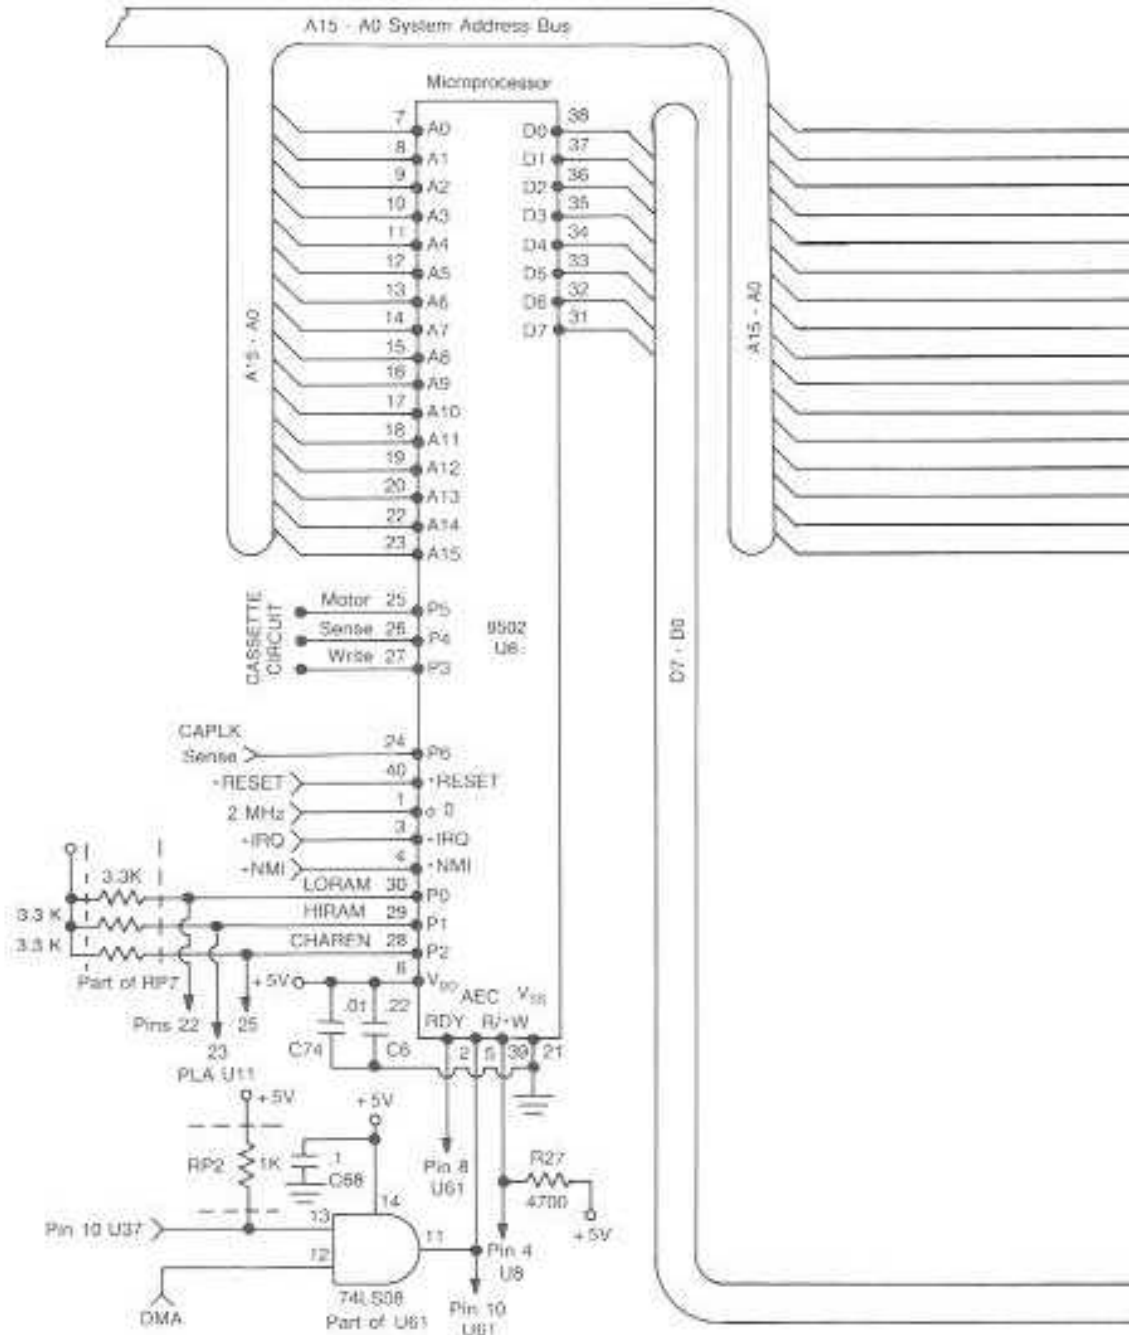 A15 - A0 System Address Bus
Microprocessor
7 A0 D0 38
8 A1 D1 37
9 A2 D2 36
10 A3 D3 35
11 A4 D4 34
12 A5 D5 33
13 A6 D6 32
14 A7 D7 31
15 A8
16 A9
17 A10
18 A11
19 A12
20 A13
22 A14
23 A15
A15 - A0
A15 - A0
D7 - D0
CASSETTE
CIRCUIT
Motor 25 P5
Sense 26 P4
Write 27 P3
8502
U6
CAPLK
Sense 24 P6
RESET 40 RESET
2 MHz 1
IRQ 3 IRQ
NMI 4 NMI
3.3K
LORAM 30 P0
3.3 K
HIRAM 29 P1
3.3 K
CHAREN 28 P2
Part of RP7
+5V 6 VDD
.01 .22
C74 C6
AEC VSS
RDY R/•W
2 5 39 21
Pins 22 25
23
PLA U11
+5V
+5V
RP2 1K
.1
C58
14
Pin 8
U61
R27
4700
+5V
Pin 10 U37
13
12
11
Pin 4
U8
DMA
74LS08
Part of U61
Pin 10
U61